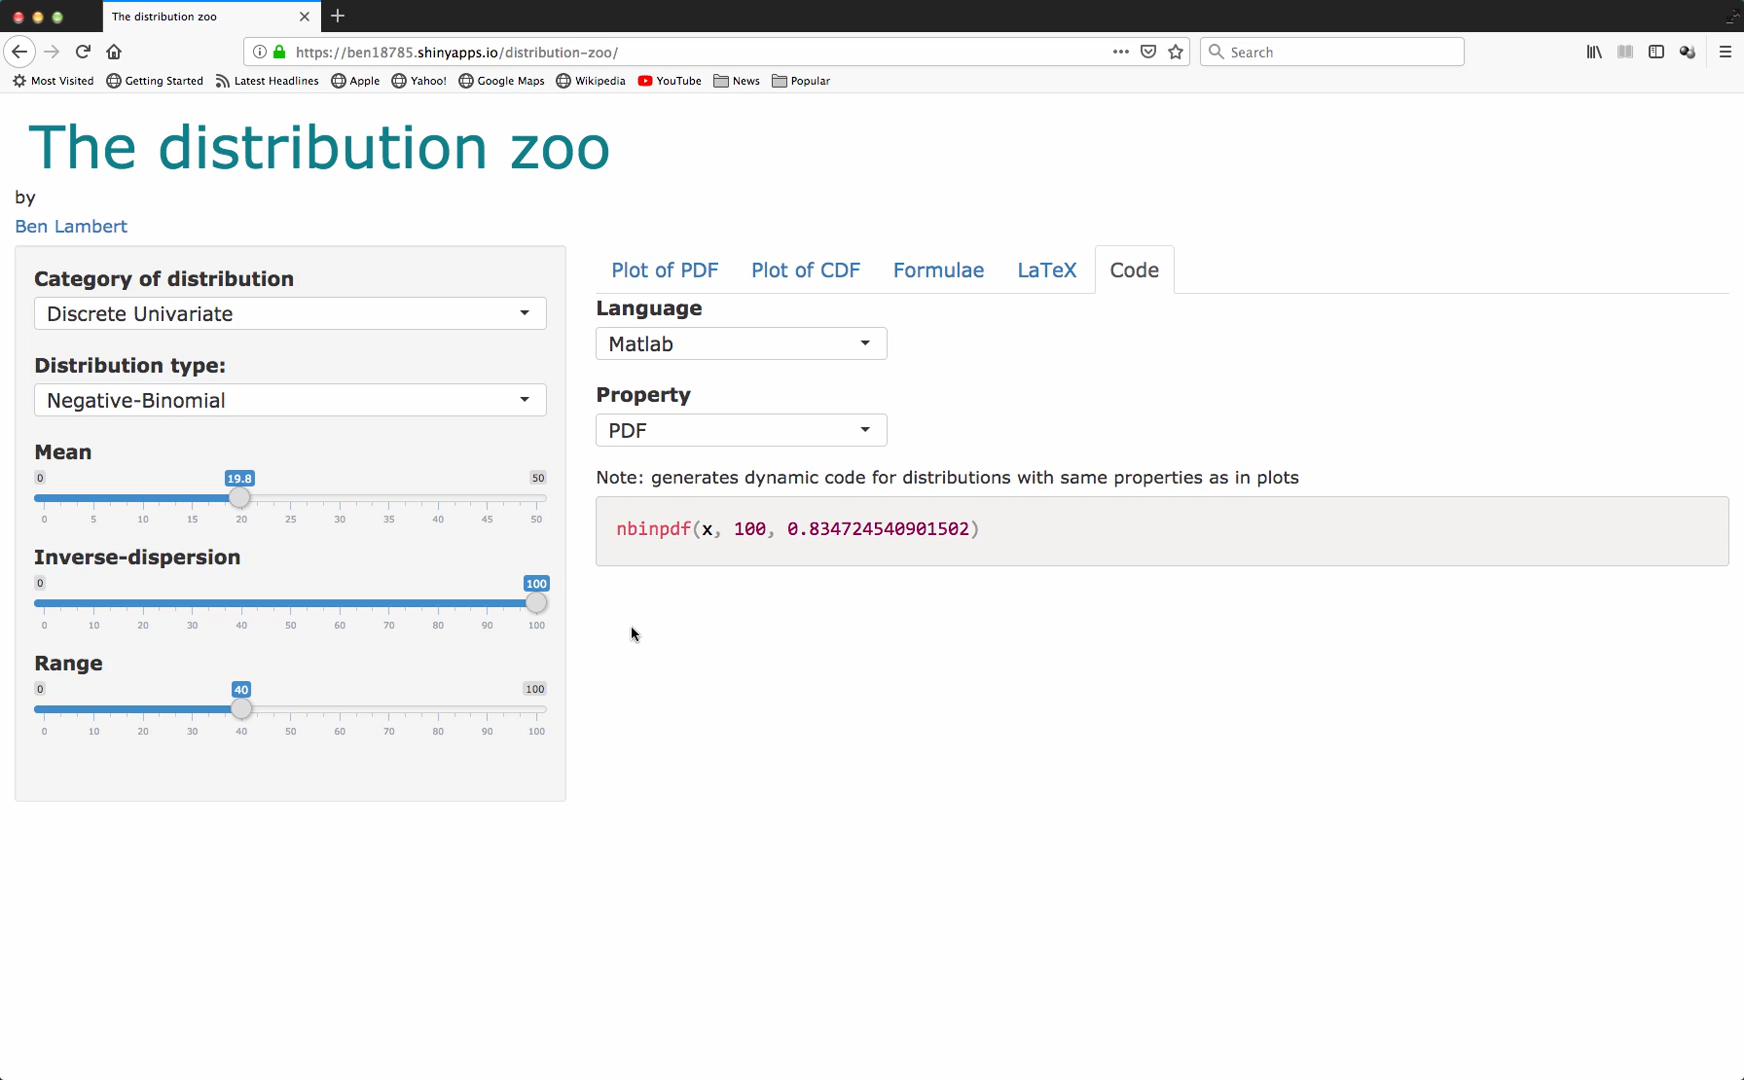 The distribution zoo
https://ben18785.shinyapps.io/distribution-zoo/
Search
Most Visited Getting Started Latest Headlines Apple Yahoo! Google Maps Wikipedia YouTube News Popular
The distribution zoo
by
Ben Lambert
Category of distribution
Discrete Univariate
Distribution type:
Negative-Binomial
Mean
0 19.8 50
0 5 10 15 20 25 30 35 40 45 50
Inverse-dispersion
0 100
0 10 20 30 40 50 60 70 80 90 100
Range
0 40 100
0 10 20 30 40 50 60 70 80 90 100
Plot of PDF Plot of CDF Formulae LaTeX Code
Language
Matlab
Property
PDF
Note: generates dynamic code for distributions with same properties as in plots
nbinpdf(x, 100, 0.834724540901502)